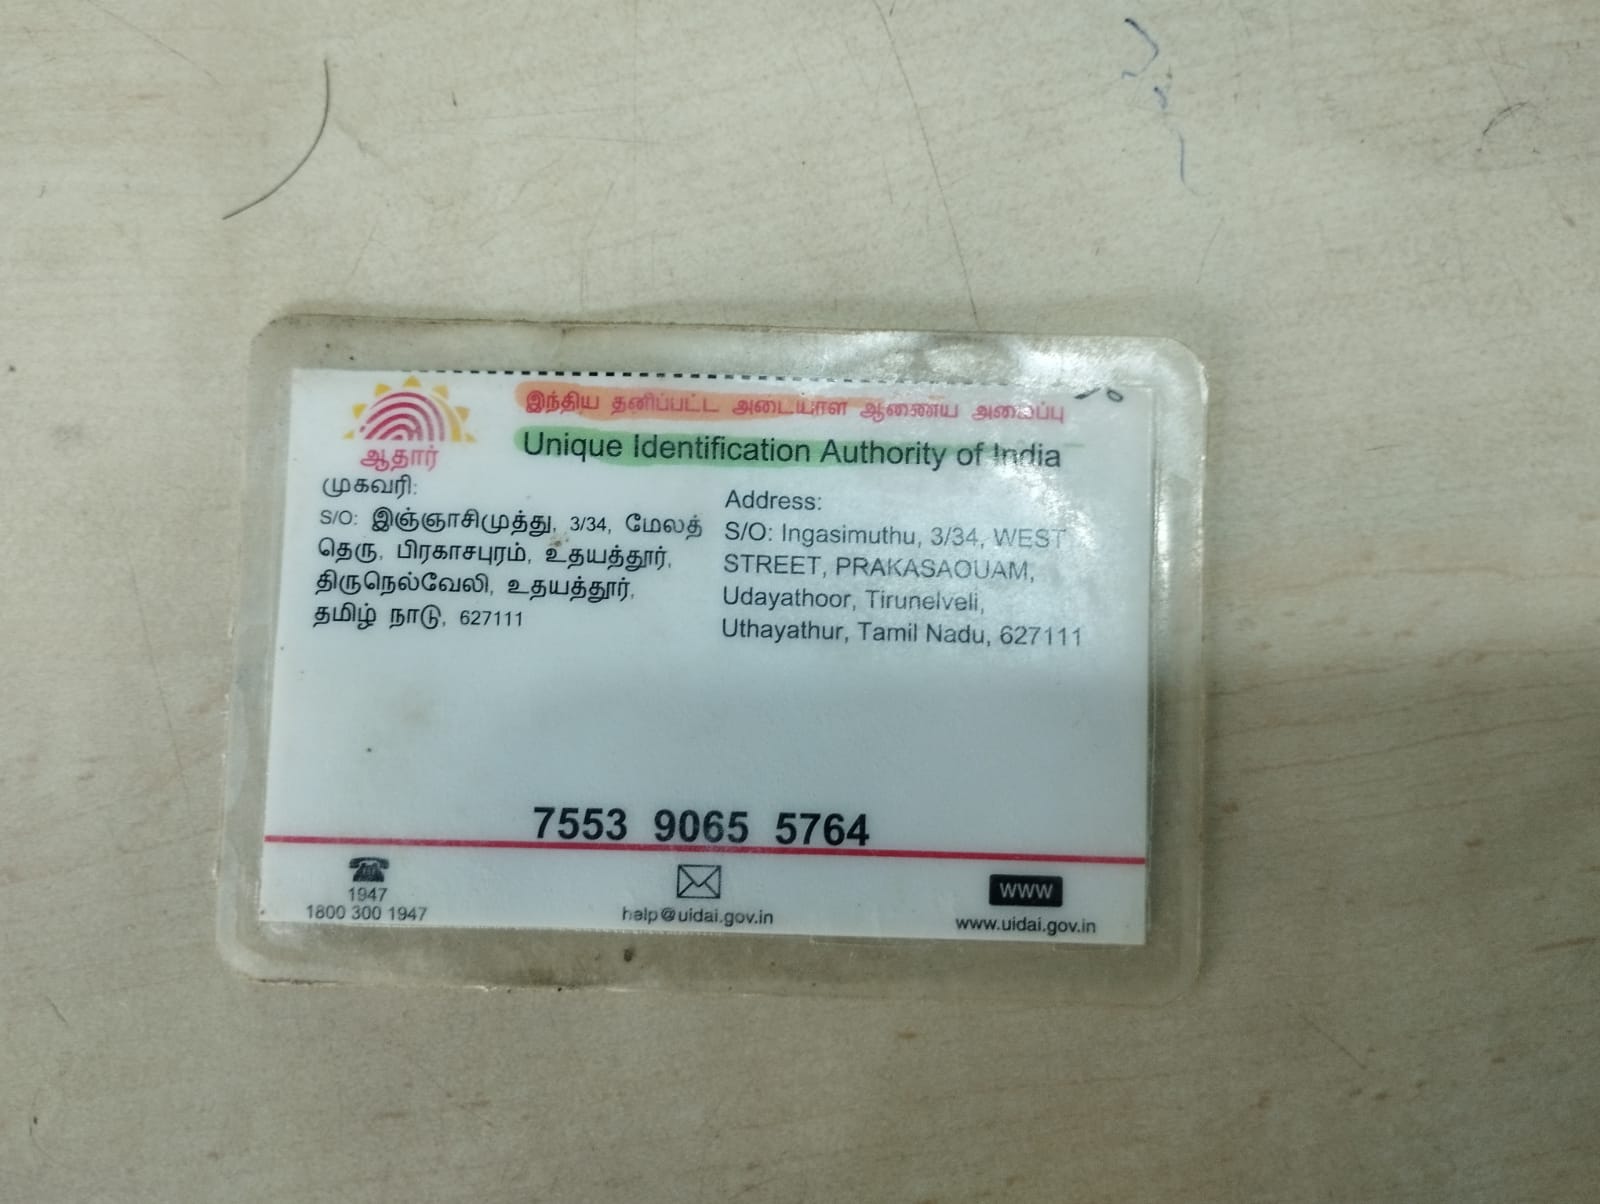 இந்திய தனிப்பட்ட அடையாள ஆணைய அமைப்பு
Unique Identification Authority of India
ஆதார்
முகவரி:
S/O: இஞ்ஞாசிமுத்து, 3/34, மேலத்
தெரு, பிரகாசபுரம், உதயத்தூர்,
திருநெல்வேலி, உதயத்தூர்,
தமிழ் நாடு, 627111
Address:
S/O: Ingasimuthu, 3/34, WEST
STREET, PRAKASAOUAM,
Udayathoor, Tirunelveli,
Uthayathur, Tamil Nadu, 627111
7553 9065 5764
1947
1800 300 1947
help@uidai.gov.in
www
www.uidai.gov.in